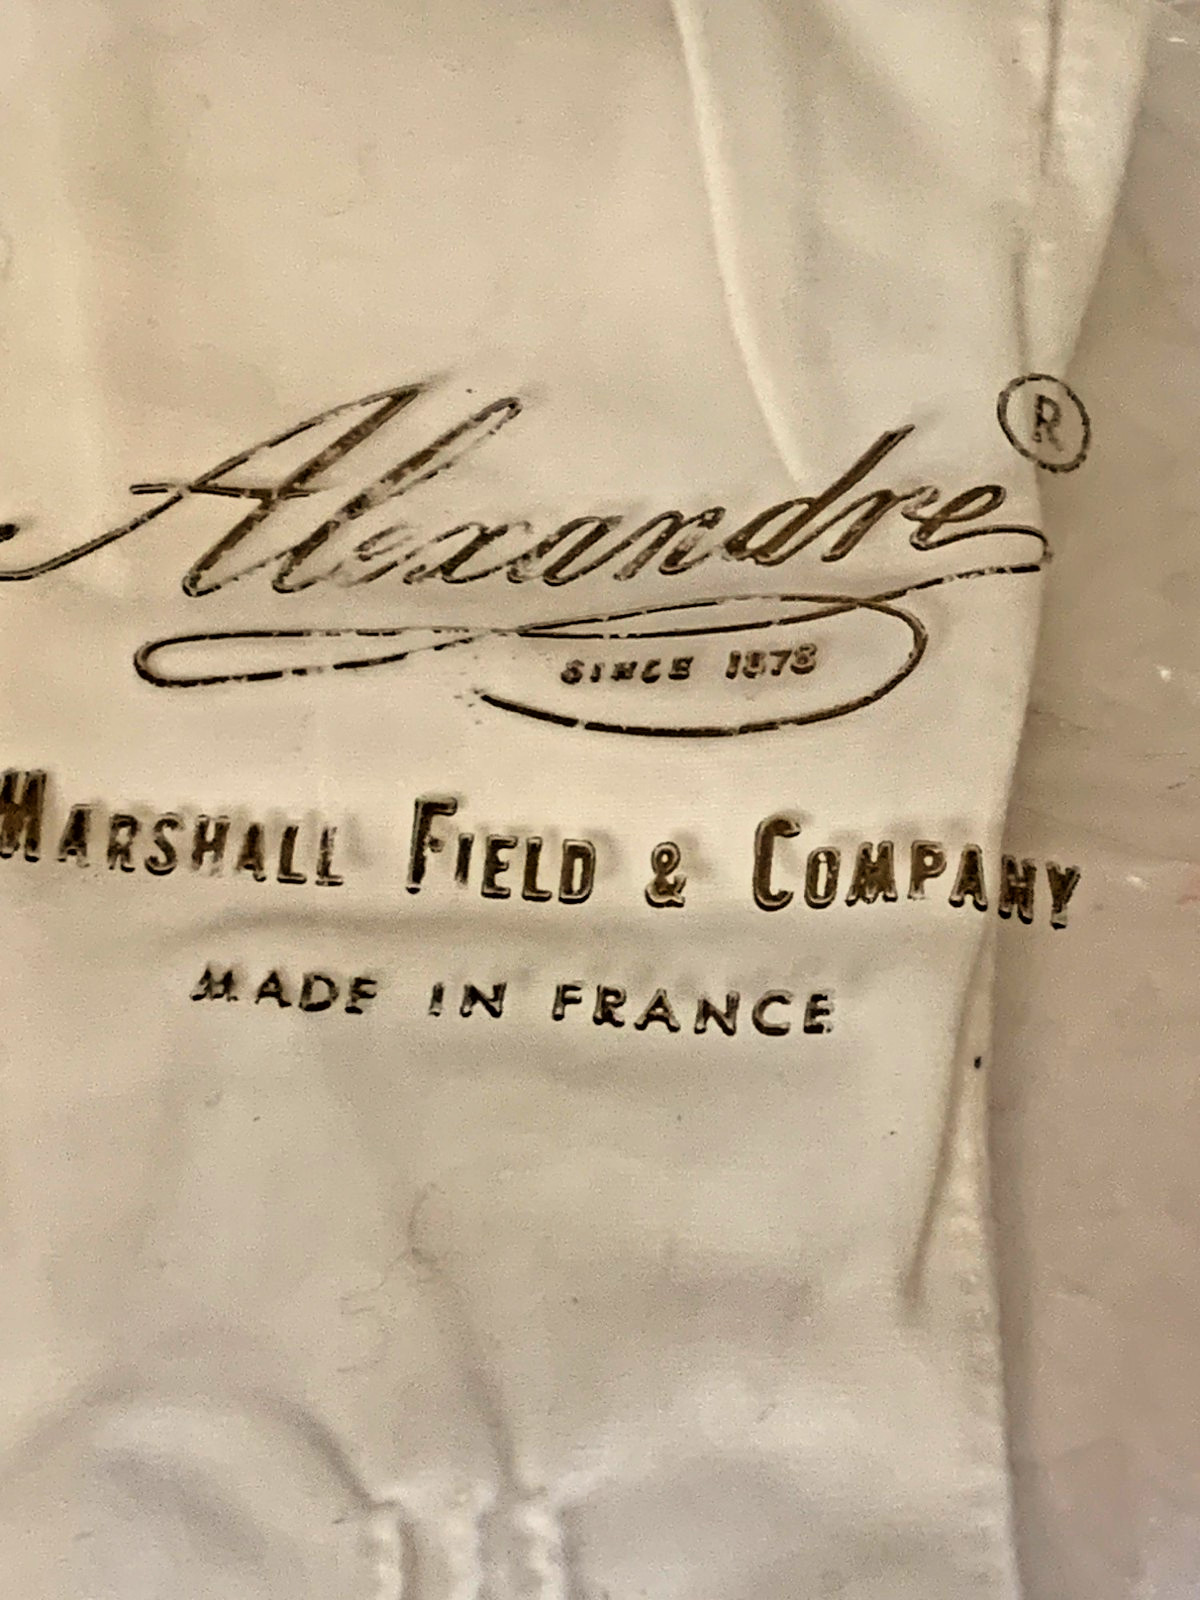 Alexandre ®
SINCE 1878
MARSHALL FIELD & COMPANY
MADE IN FRANCE